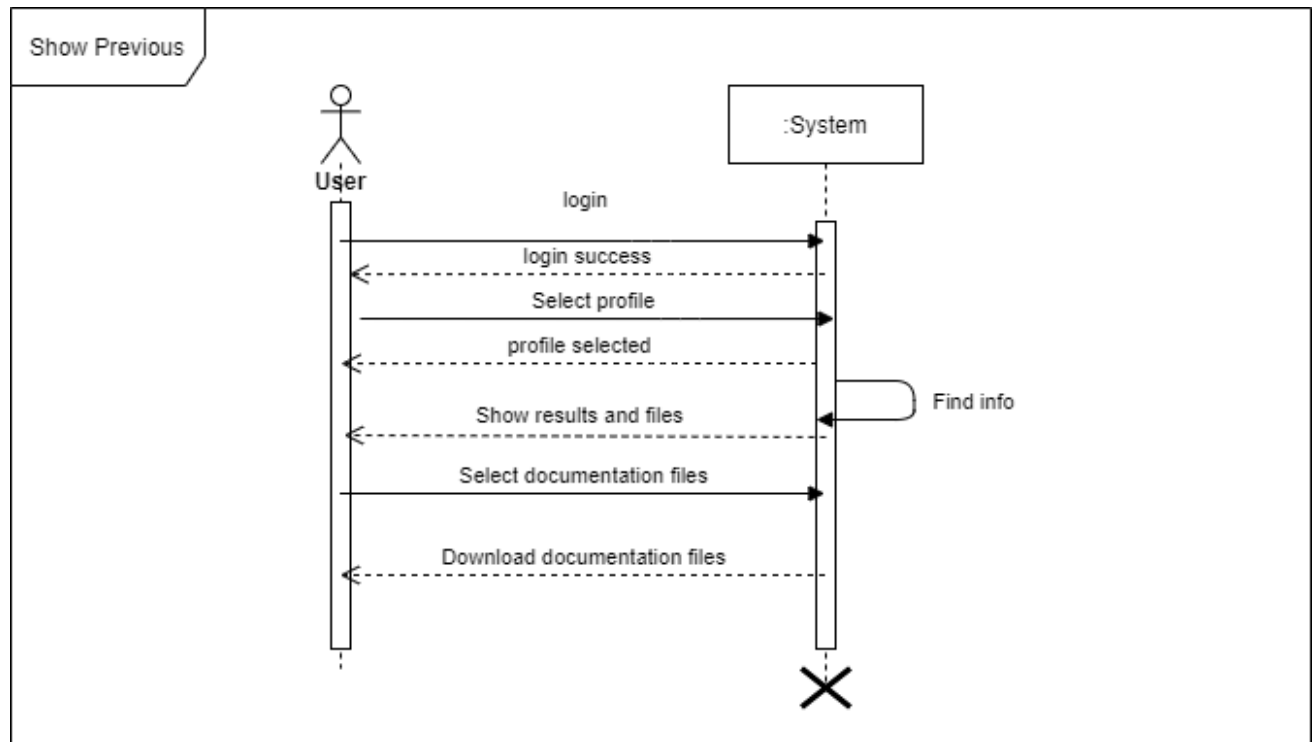 Show Previous
:System
User
login
login success
Select profile
profile selected
Find info
Show results and files
Select documentation files
Download documentation files